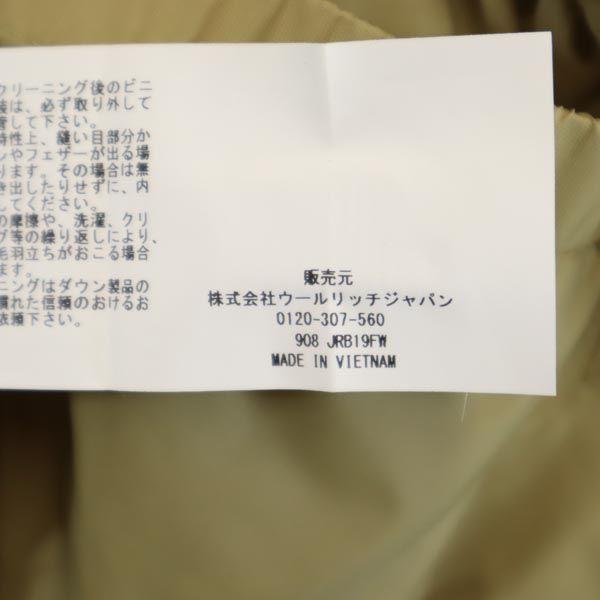 クリーニング後のビニ
装は、必ず取り外して
管して下さい。
特性上、縫い目部分か
ンやフェザーが出る場
ります。その場合は無
き出したりせずに、内
してください。
の摩擦や、洗濯、クリ
グ等の繰り返しにより、
毛羽立ちがおこる場合
ます。
ニングはダウン製品の
慣れた信頼のおけるお
依頼下さい。
販売元
株式会社ウールリッチジャパン
0120-307-560
908 JRB19FW
MADE IN VIETNAM